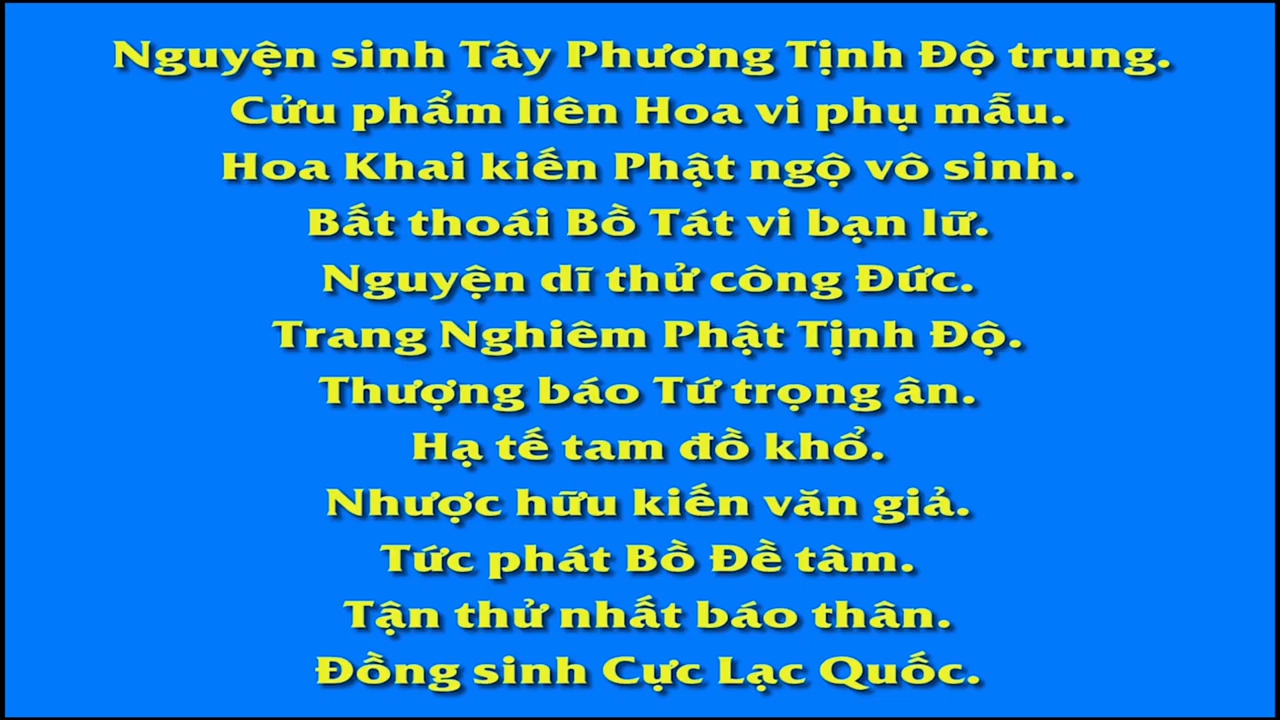 Nguyện sinh Tây Phương Tịnh Độ trung.
Cửu phẩm liên Hoa vi phụ mẫu.
Hoa Khai kiến Phật ngộ vô sinh.
Bất thoái Bồ Tát vi bạn lữ.
Nguyện dĩ thử công Đức.
Trang Nghiêm Phật Tịnh Độ.
Thượng báo Tứ trọng ân.
Hạ tế tam đồ khổ.
Nhược hữu kiến văn giả.
Tức phát Bồ Đề tâm.
Tận thử nhất báo thân.
Đồng sinh Cực Lạc Quốc.